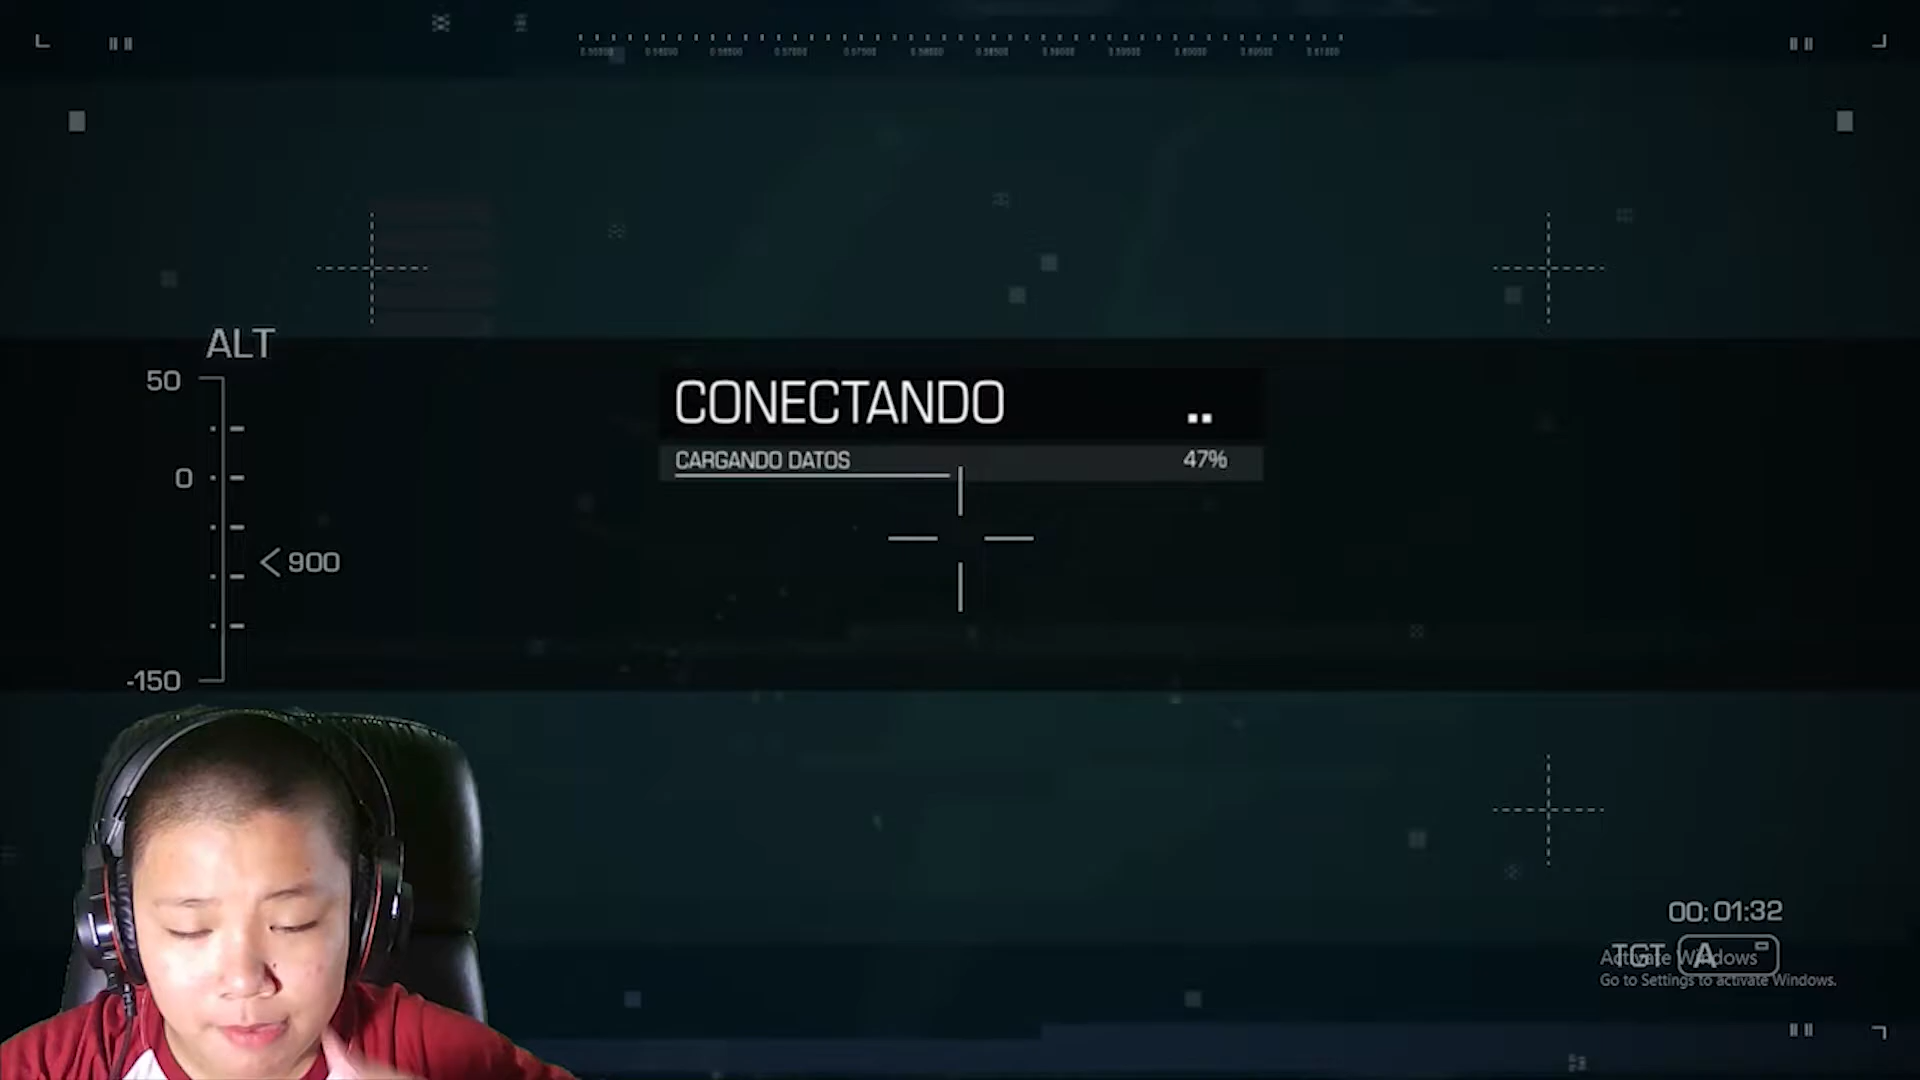 ALT
50
0
900
-150
CONECTANDO ..
CARGANDO DATOS 47%
00:01:32
TGT A
Activate Windows
Go to Settings to activate Windows.